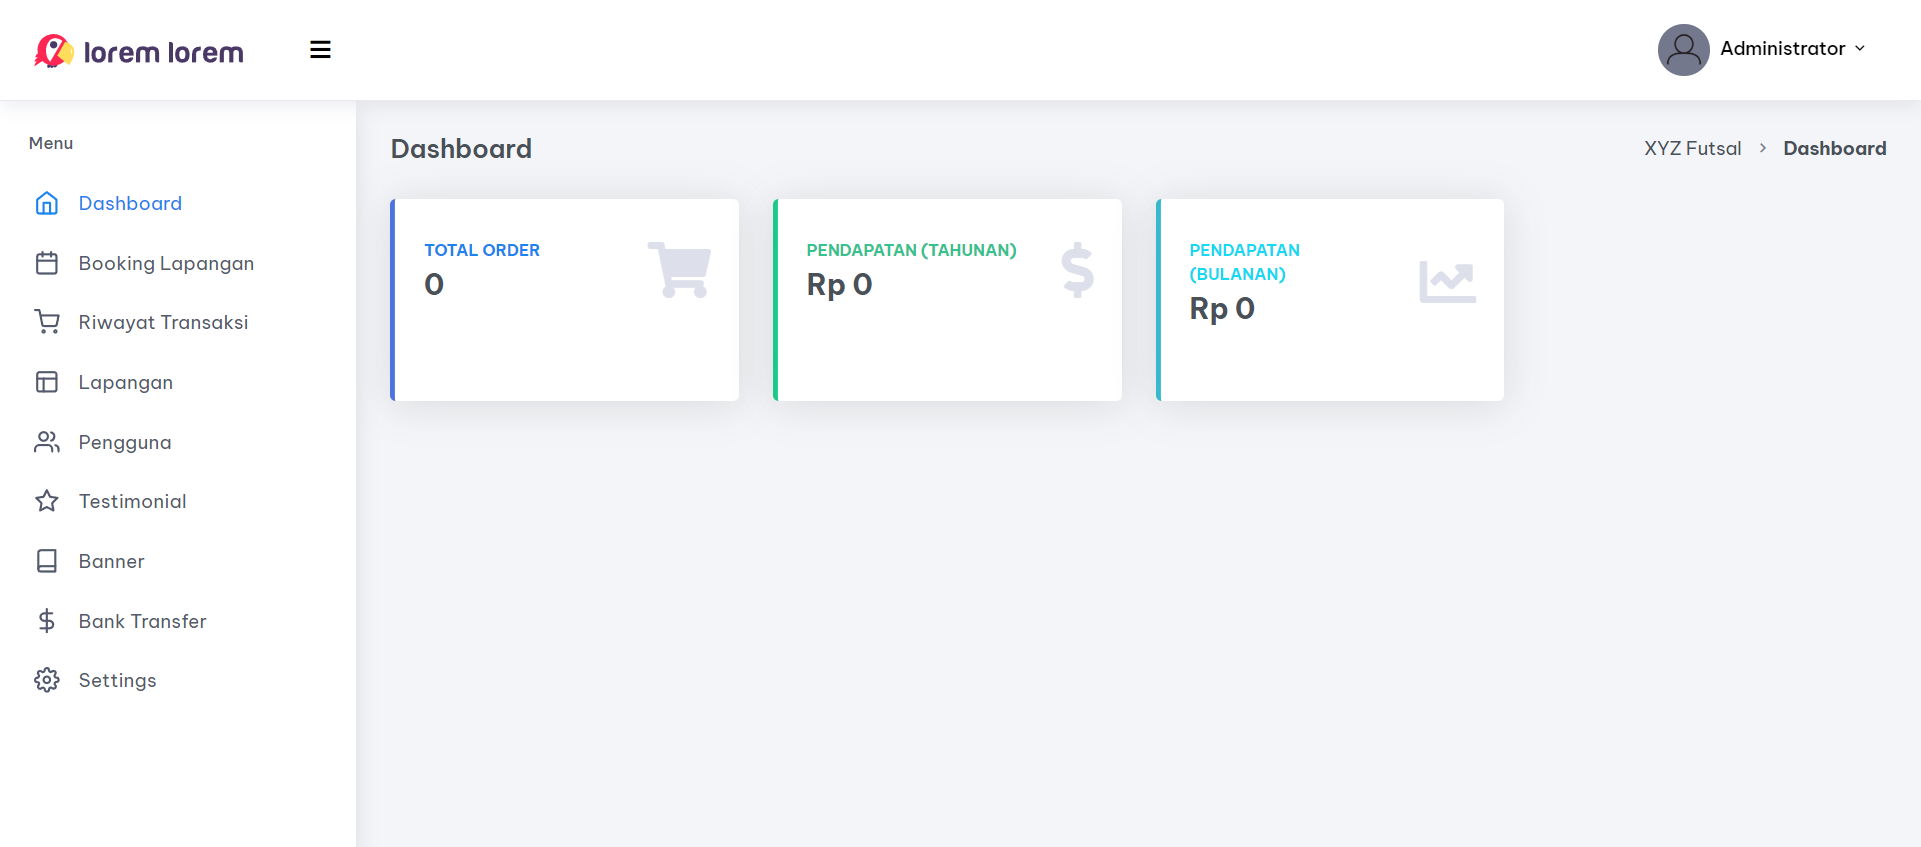 lorem lorem
Administrator
Menu
Dashboard
Booking Lapangan
Riwayat Transaksi
Lapangan
Pengguna
Testimonial
Banner
Bank Transfer
Settings
Dashboard
XYZ Futsal > Dashboard
TOTAL ORDER
0
PENDAPATAN (TAHUNAN)
Rp 0
PENDAPATAN
(BULANAN)
Rp 0